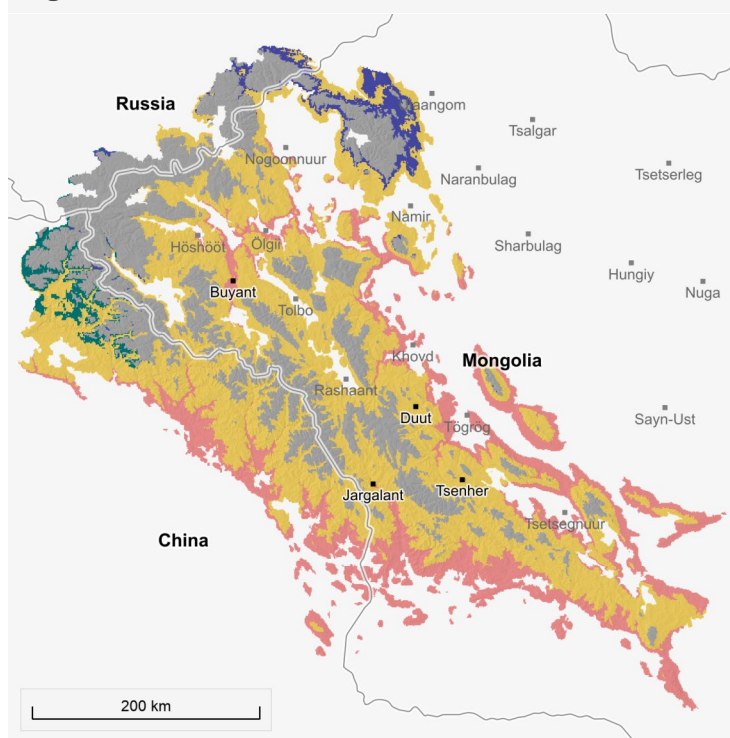 Russia
aangom
Tsalgar
Nogoonnuur
Naranbulag
Tsetserleg
Namir
Höshööt
Ölgii
Sharbulag
Hungiy
Buyant
Nuga
Tolbo
Khovd
Mongolia
Rashaant
Duut
Sayn-Ust
Tögrög
Jargalant
Tsenher
Tsetsegnuur
China
200 km